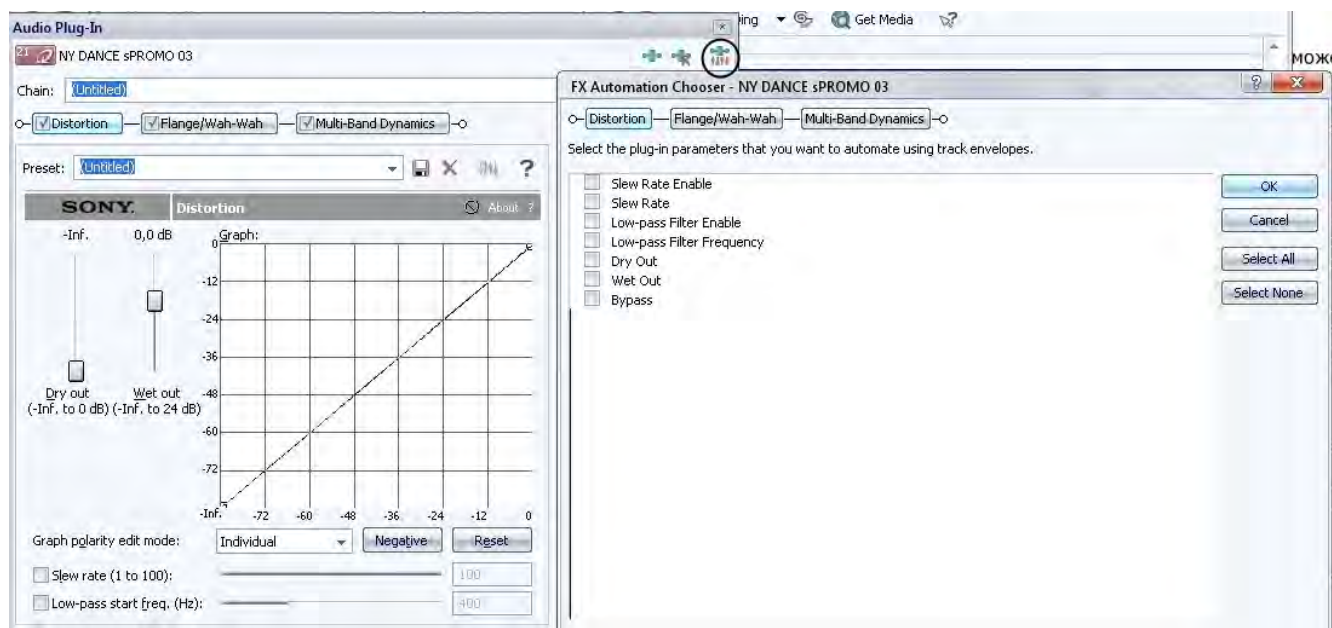 Audio Plug-In
21 NY DANCE sPROMO 03
Chain: (Untitled)
Distortion Flange/Wah-Wah Multi-Band Dynamics
Preset: (Untitled) ?
SONY. Distortion About ?
-Inf. 0,0 dB Graph:
0
-12
-24
-36
-48
-60
-72
-Inf. -72 -60 -48 -36 -24 -12 0
Dry out Wet out
(-Inf. to 0 dB) (-Inf. to 24 dB)
Graph polarity edit mode: Individual Negative Reset
Slew rate (1 to 100): 100
Low-pass start freq. (Hz): 400
ing Get Media
може
FX Automation Chooser - NY DANCE sPROMO 03
Distortion Flange/Wah-Wah Multi-Band Dynamics
Select the plug-in parameters that you want to automate using track envelopes.
Slew Rate Enable
Slew Rate
Low-pass Filter Enable
Low-pass Filter Frequency
Dry Out
Wet Out
Bypass
OK
Cancel
Select All
Select None